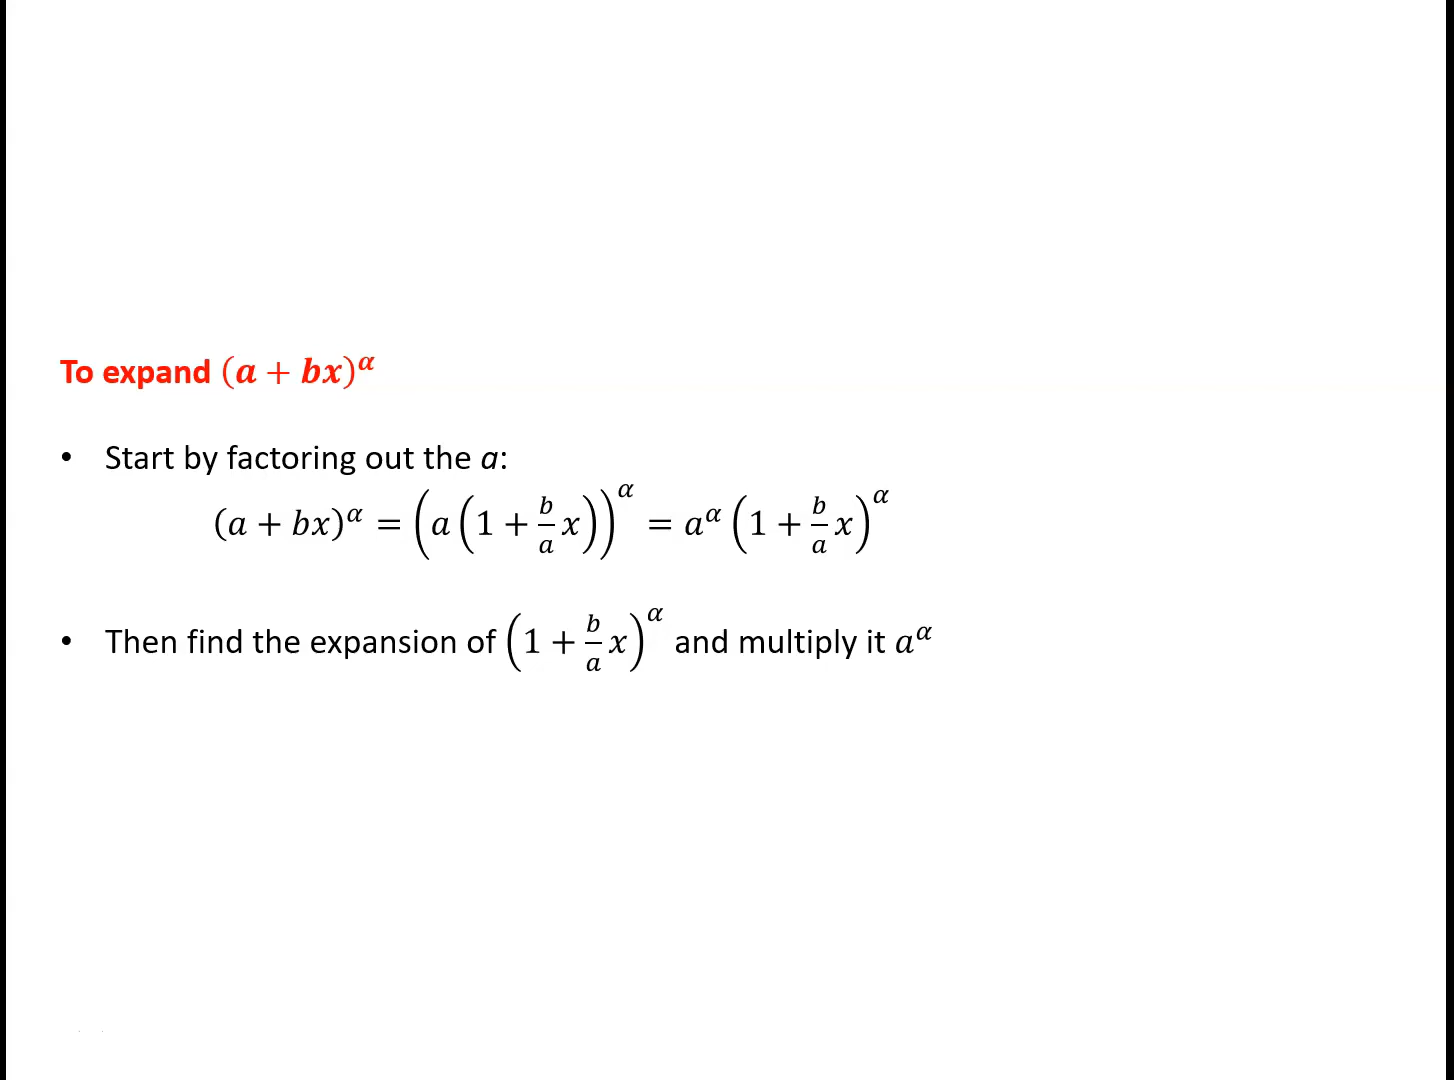 To expand (𝒂 + 𝒃𝒙)^𝜶
• Start by factoring out the a:
(𝑎 + 𝑏𝑥)^𝛼 = (𝑎(1 + 𝑏/𝑎 𝑥))^𝛼 = 𝑎^𝛼 (1 + 𝑏/𝑎 𝑥)^𝛼
• Then find the expansion of (1 + 𝑏/𝑎 𝑥)^𝛼 and multiply it 𝑎^𝛼